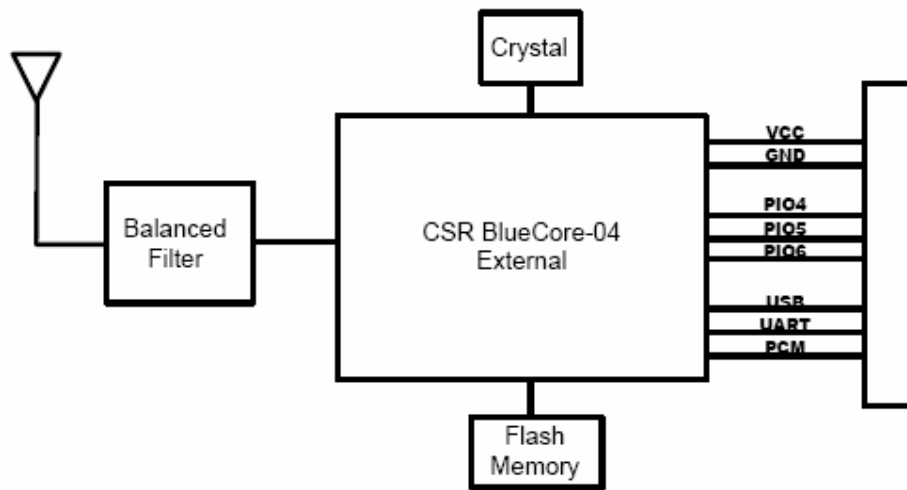 Crystal
Balanced
Filter
CSR BlueCore-04
External
VCC
GND
PIO4
PIO5
PIO6
USB
UART
PCM
Flash
Memory